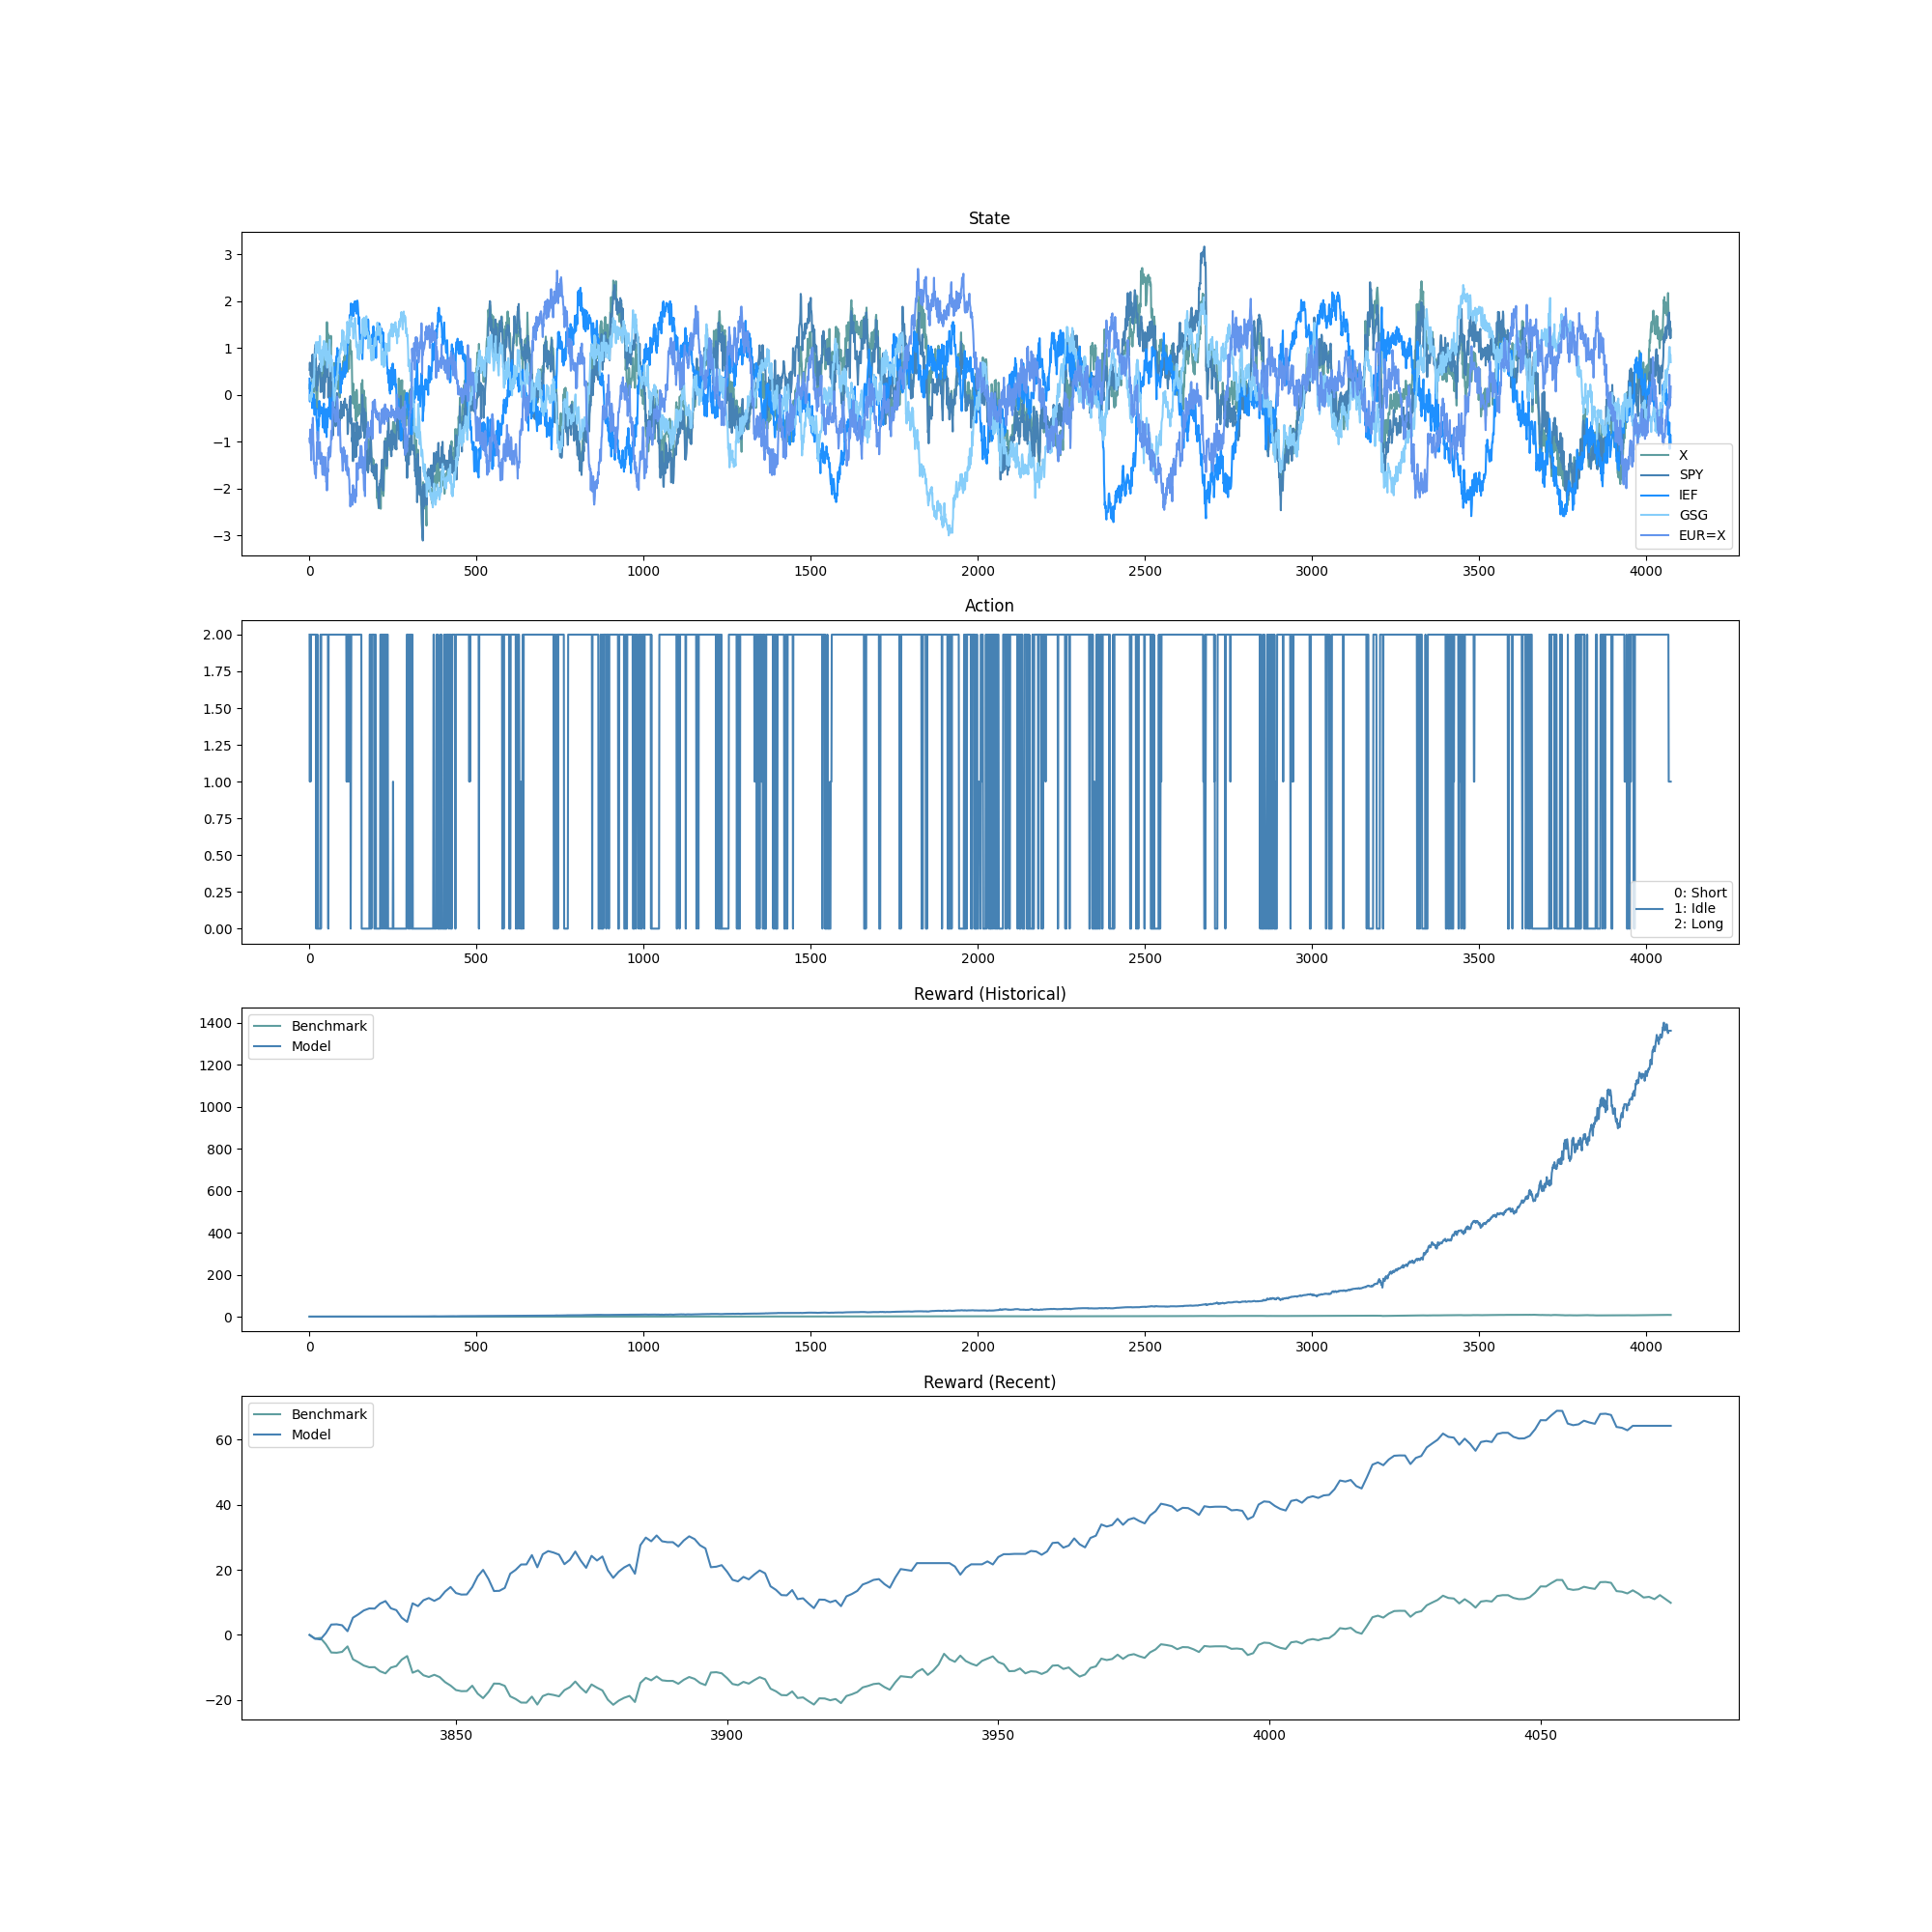 State
3
2
1
0
−1
−2
−3
X
SPY
IEF
GSG
EUR=X
0 500 1000 1500 2000 2500 3000 3500 4000
Action
2.00
1.75
1.50
1.25
1.00
0.75
0.50
0.25
0.00
0: Short
1: Idle
2: Long
0 500 1000 1500 2000 2500 3000 3500 4000
Reward (Historical)
Benchmark
Model
1400
1200
1000
800
600
400
200
0
0 500 1000 1500 2000 2500 3000 3500 4000
Reward (Recent)
Benchmark
Model
60
40
20
0
−20
3850 3900 3950 4000 4050